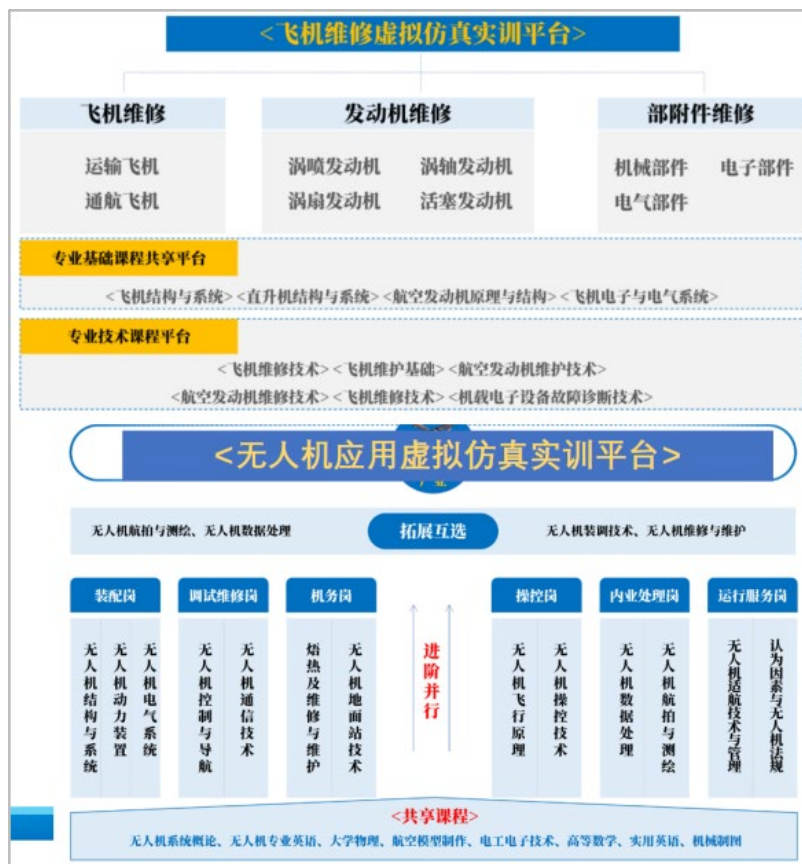 <飞机维修虚拟仿真实训平台>
飞机维修
发动机维修
部附件维修
运输飞机
通航飞机
涡喷发动机 涡轴发动机
涡扇发动机 活塞发动机
机械部件 电子部件
电气部件
专业基础课程共享平台
<飞机结构与系统><直升机结构与系统><航空发动机原理与结构><飞机电子与电气系统>
专业技术课程平台
<飞机维修技术><飞机维护基础><航空发动机维护技术>
<航空发动机维修技术><飞机维修技术><机载电子设备故障诊断技术>
<无人机应用虚拟仿真实训平台>
无人机航拍与测绘、无人机数据处理
拓展互选
无人机装调技术、无人机维修与维护
装配岗
无人机结构与系统
无人机动力装置
无人机电气系统
调试维修岗
无人机控制与导航
无人机通信技术
机务岗
焐热及维修与维护
无人机地面站技术
进阶并行
操控岗
无人机飞行原理
无人机操控技术
内业处理岗
无人机数据处理
无人机航拍与测绘
运行服务岗
无人机适航技术与管理
认为因素与无人机法规
<共享课程>
无人机系统概论、无人机专业英语、大学物理、航空模型制作、电工电子技术、高等数学、实用英语、机械制图